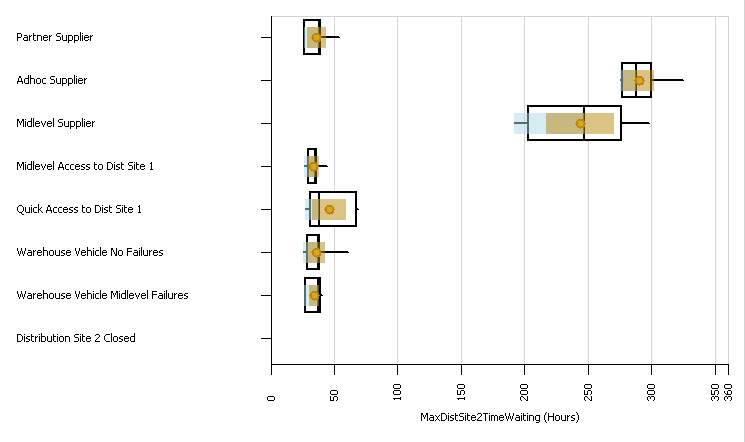 Partner Supplier
Adhoc Supplier
Midlevel Supplier
Midlevel Access to Dist Site 1
Quick Access to Dist Site 1
Warehouse Vehicle No Failures
Warehouse Vehicle Midlevel Failures
Distribution Site 2 Closed
0 50 100 150 200 250 300 350 360
MaxDistSite2TimeWaiting (Hours)